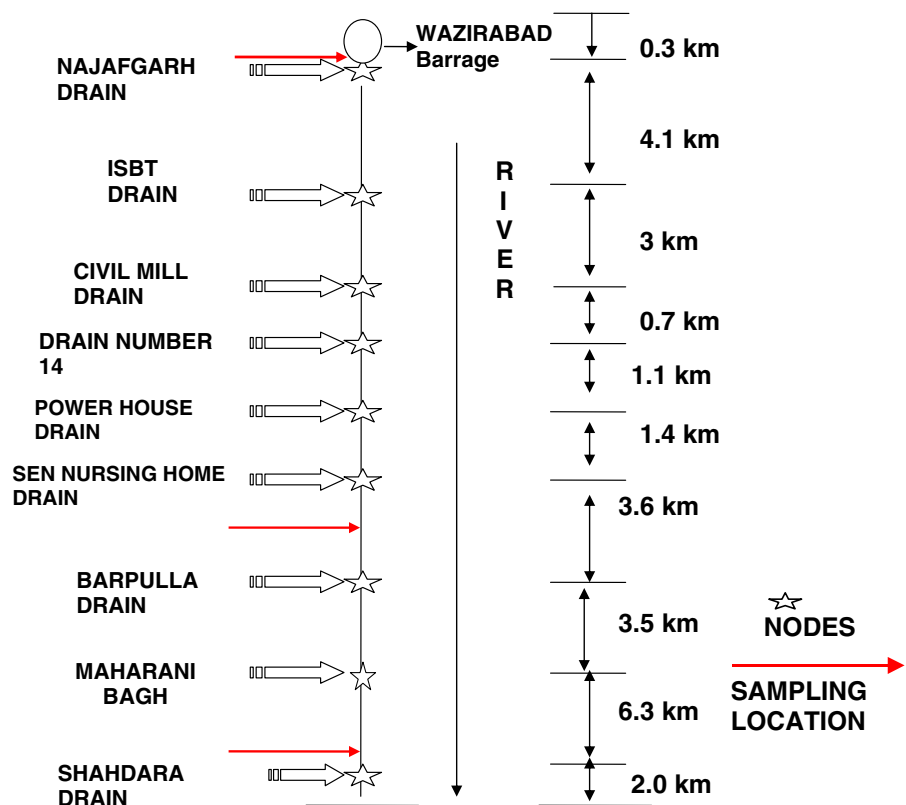 WAZIRABAD
Barrage
0.3 km
NAJAFGARH
DRAIN
4.1 km
ISBT
DRAIN
R
I
V
E
R
3 km
CIVIL MILL
DRAIN
0.7 km
DRAIN NUMBER
14
1.1 km
POWER HOUSE
DRAIN
1.4 km
SEN NURSING HOME
DRAIN
3.6 km
BARPULLA
DRAIN
3.5 km
NODES
MAHARANI
BAGH
6.3 km
SAMPLING
LOCATION
SHAHDARA
DRAIN
2.0 km